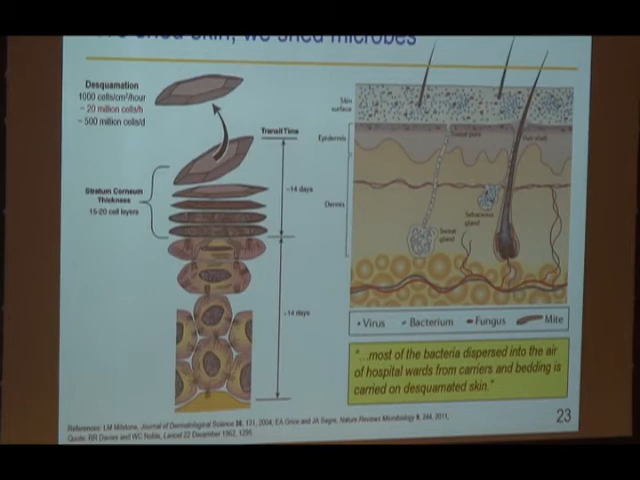 We shed skin, we shed microbes
Desquamation
1000 cells/cm²/hour
~ 20 million cells/h
~ 500 million cells/d
Transit Time
~14 days
Stratum Corneum
Thickness
15-20 cell layers
~14 days
Skin
surface
Epidermis
Dermis
Sweat pore
Hair shaft
Sebaceous
gland
Sweat
gland
Virus
Bacterium
Fungus
Mite
"...most of the bacteria dispersed into the air
of hospital wards from carriers and bedding is
carried on desquamated skin."
References: LM Milstone, Journal of Dermatological Science 36, 131, 2004; EA Grice and JA Segre, Nature Reviews Microbiology 9, 244, 2011,
Quote: RR Davies and WC Noble, Lancet 22 December 1962, 1295
23